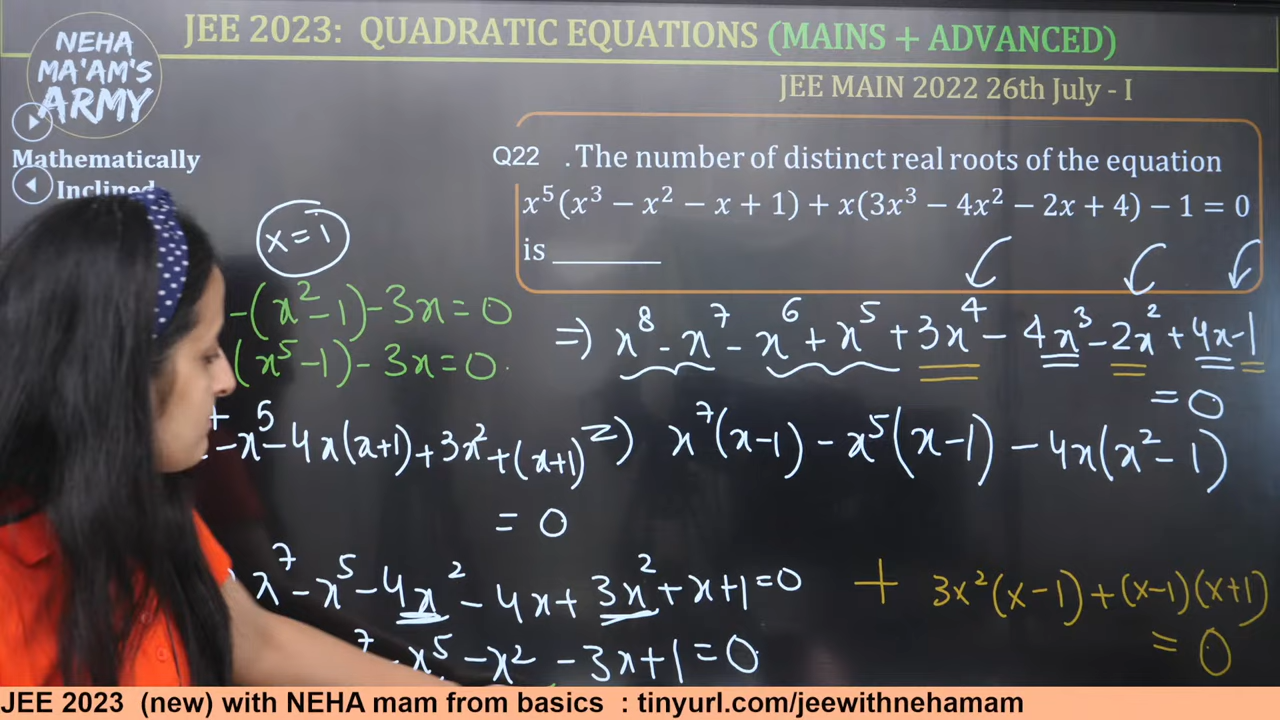 JEE 2023: QUADRATIC EQUATIONS (MAINS + ADVANCED)
NEHA
MA'AM'S
ARMY
JEE MAIN 2022 26th July - I
Mathematically
Inclined
Q22 . The number of distinct real roots of the equation
x⁵(x³ − x² − x + 1) + x(3x³ − 4x² − 2x + 4) − 1 = 0
is ________
x = 1
-(x²-1)-3x=0
(x⁵-1)-3x=0.
=) x⁸ - x⁷ - x⁶ + x⁵ + 3x⁴ - 4x³ - 2x² + 4x - 1
= 0
-x⁵-4x(x+1)+3x²+(x+1)
= 0
=) x⁷(x-1) - x⁵(x-1) - 4x(x²-1)
+ 3x²(x-1)+(x-1)(x+1)
= 0
x⁷-x⁵-4x²-4x+3x²+x+1=0
x⁵-x²-3x+1=0
JEE 2023 (new) with NEHA mam from basics : tinyurl.com/jeewithnehamam